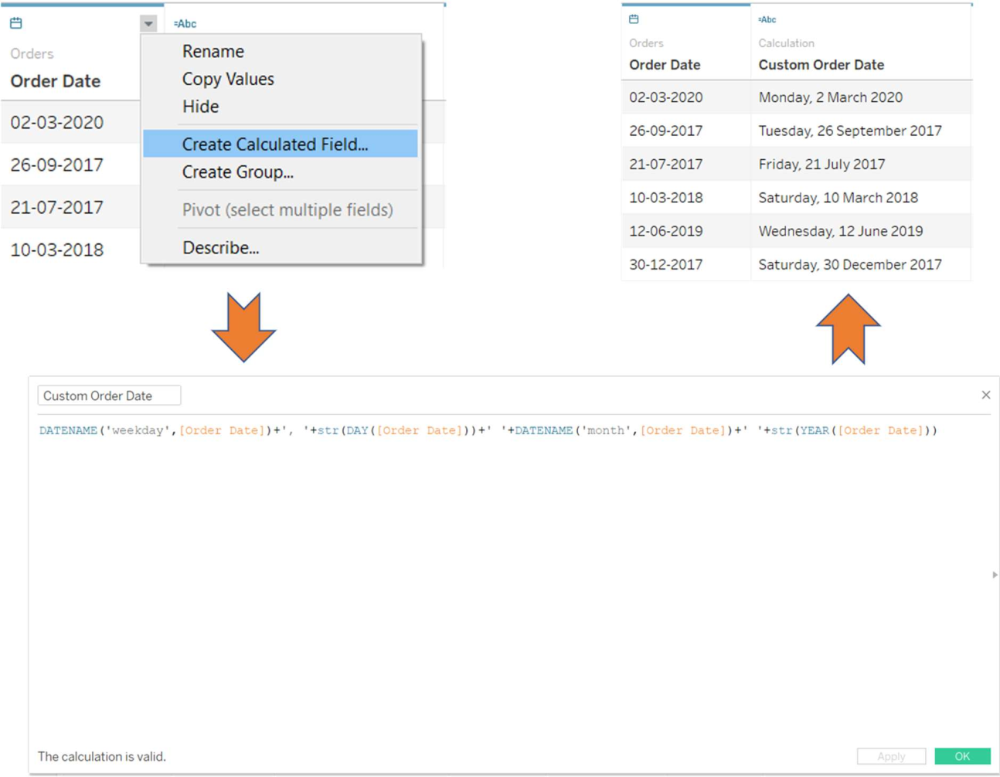 =Abc
Orders
Order Date
02-03-2020
26-09-2017
21-07-2017
10-03-2018
Rename
Copy Values
Hide
Create Calculated Field...
Create Group...
Pivot (select multiple fields)
Describe...
=Abc
Orders Calculation
Order Date Custom Order Date
02-03-2020 Monday, 2 March 2020
26-09-2017 Tuesday, 26 September 2017
21-07-2017 Friday, 21 July 2017
10-03-2018 Saturday, 10 March 2018
12-06-2019 Wednesday, 12 June 2019
30-12-2017 Saturday, 30 December 2017
Custom Order Date
DATENAME('weekday',[Order Date])+', '+str(DAY([Order Date]))+' '+DATENAME('month',[Order Date])+' '+str(YEAR([Order Date]))
The calculation is valid.
Apply OK